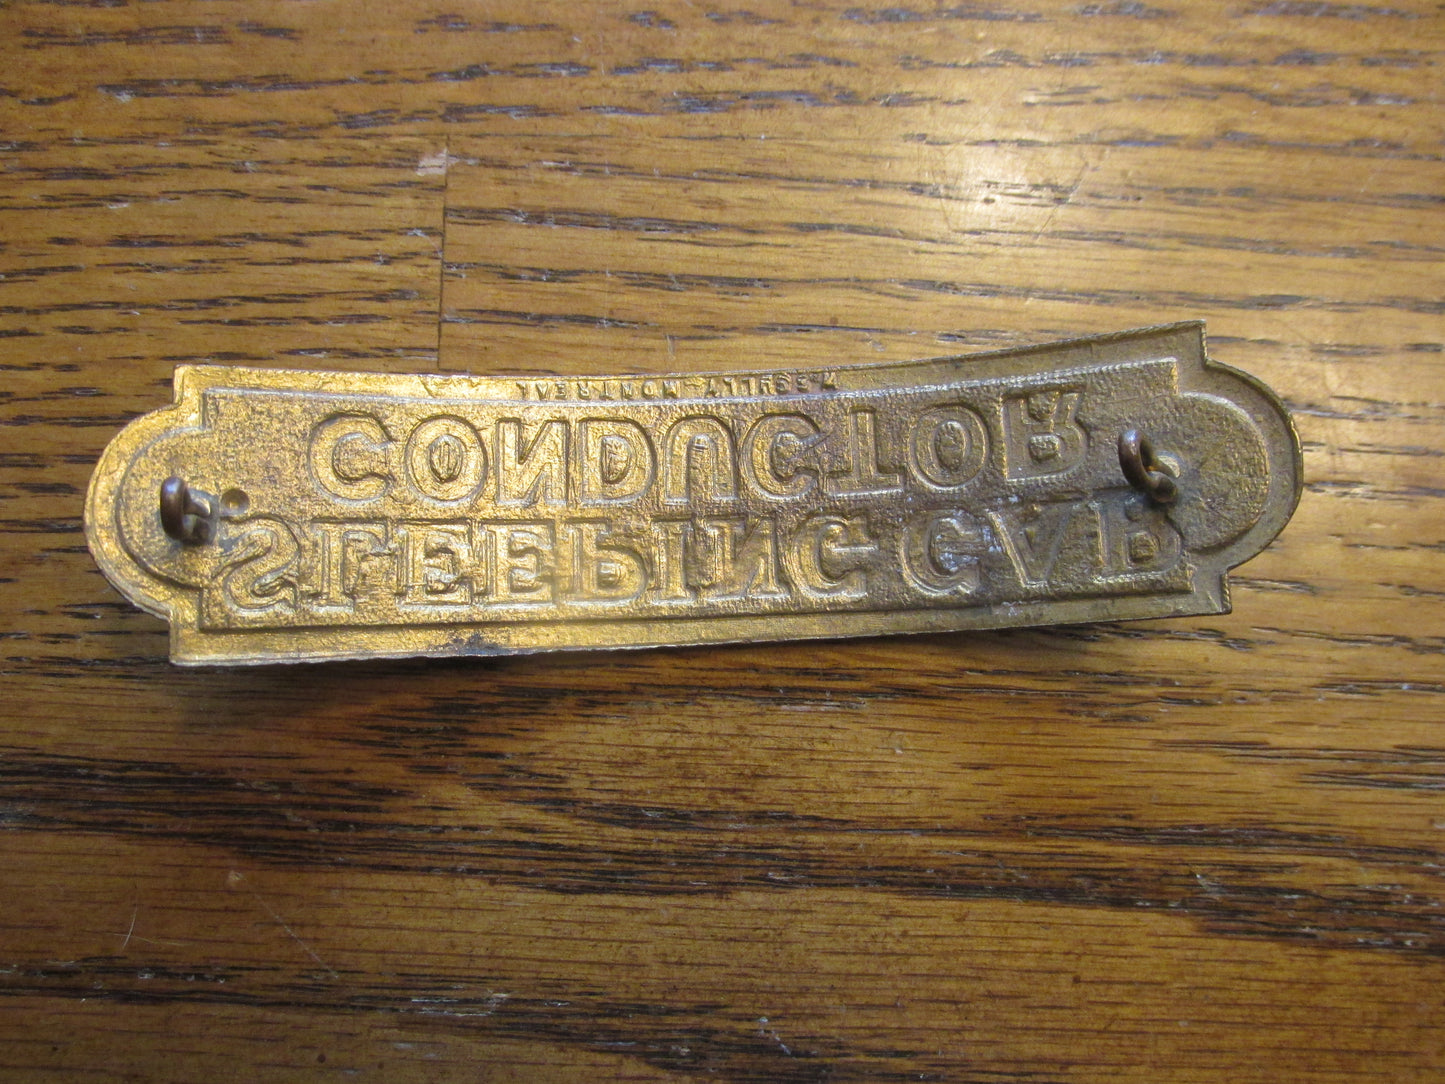 W. SCULLY MONTREAL
SLEEPING CAR
CONDUCTOR